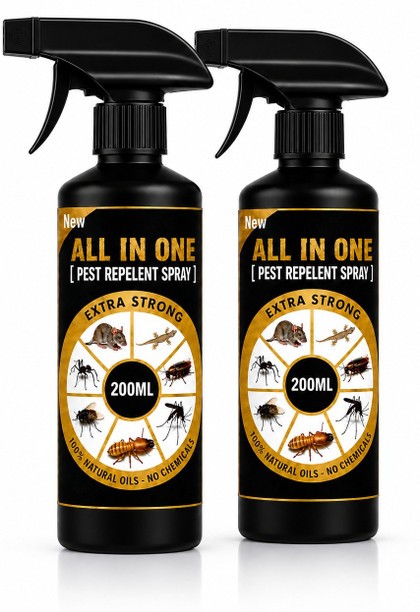 New
ALL IN ONE
[ PEST REPELENT SPRAY ]
EXTRA STRONG
200ML
100% NATURAL OILS - NO CHEMICALS
New
ALL IN ONE
[ PEST REPELENT SPRAY ]
EXTRA STRONG
200ML
100% NATURAL OILS - NO CHEMICALS